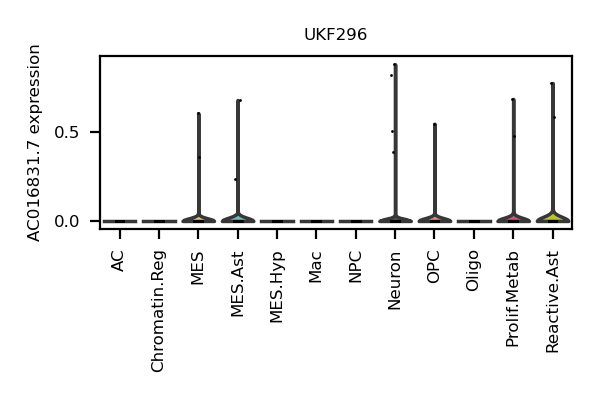 UKF296
AC016831.7 expression
0.5
0.0
AC
Chromatin.Reg
MES
MES.Ast
MES.Hyp
Mac
NPC
Neuron
OPC
Oligo
Prolif.Metab
Reactive.Ast